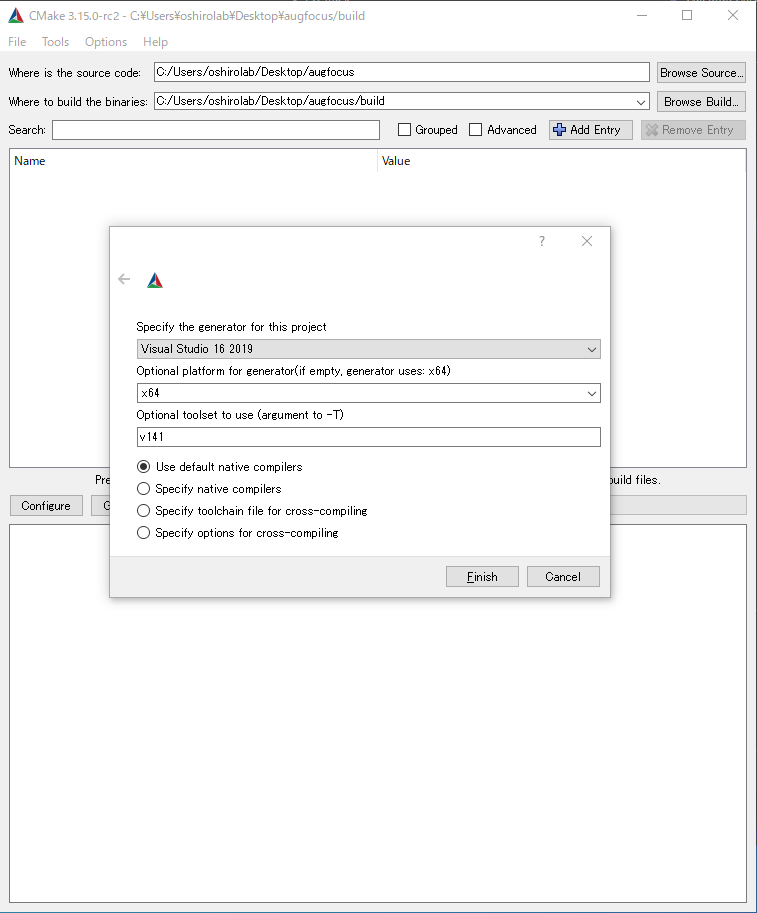 CMake 3.15.0-rc2 - C:¥Users¥oshirolab¥Desktop¥augfocus/build
File Tools Options Help
Where is the source code: C:/Users/oshirolab/Desktop/augfocus Browse Source...
Where to build the binaries: C:/Users/oshirolab/Desktop/augfocus/build Browse Build...
Search: Grouped Advanced Add Entry Remove Entry
Name Value
?
Specify the generator for this project
Visual Studio 16 2019
Optional platform for generator(if empty, generator uses: x64)
x64
Optional toolset to use (argument to -T)
v141
Use default native compilers
Specify native compilers
Specify toolchain file for cross-compiling
Specify options for cross-compiling
Finish Cancel
Pre build files.
Configure G